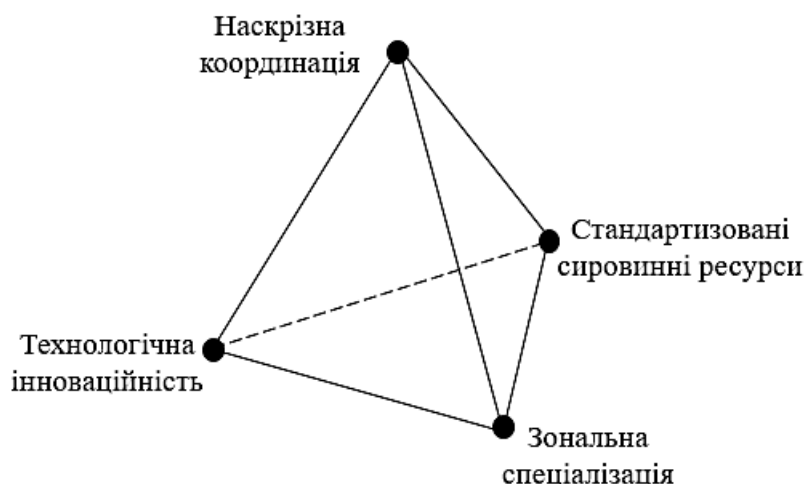 Наскрізна
координація
Стандартизовані
сировинні ресурси
Технологічна
інноваційність
Зональна
спеціалізація